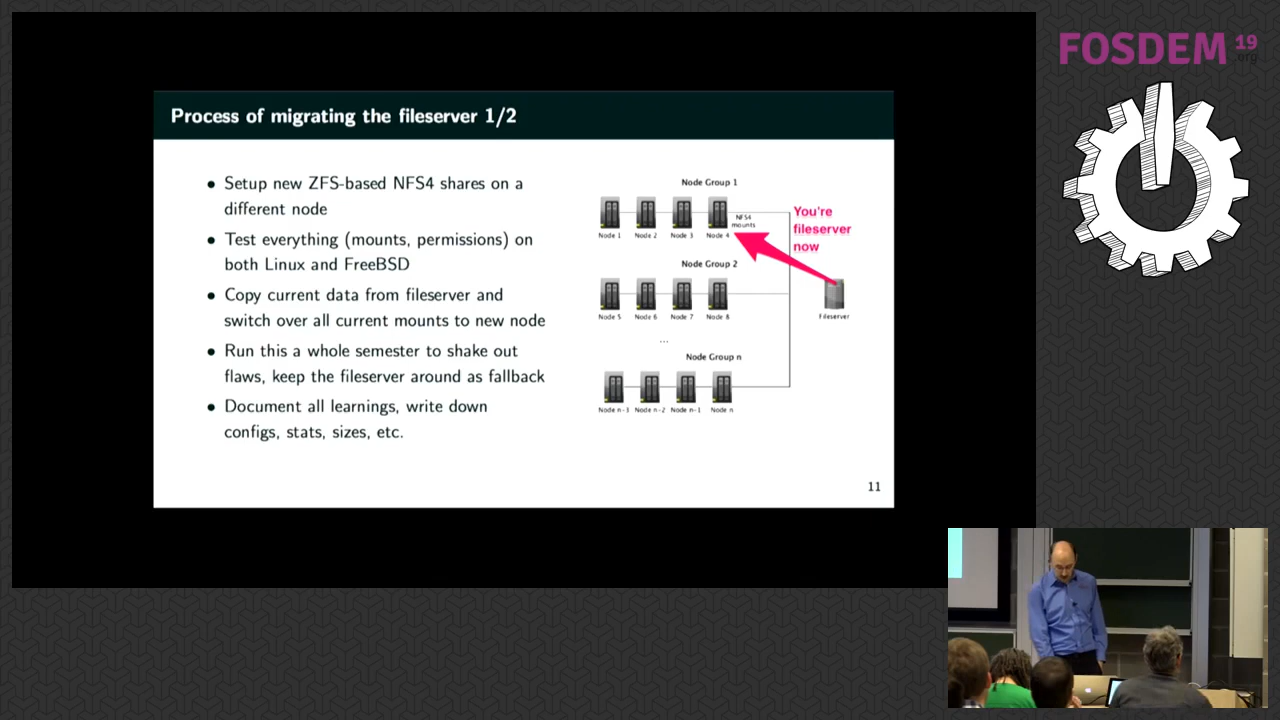 FOSDEM 19
.org
Process of migrating the fileserver 1/2
• Setup new ZFS-based NFS4 shares on a
different node
• Test everything (mounts, permissions) on
both Linux and FreeBSD
• Copy current data from fileserver and
switch over all current mounts to new node
• Run this a whole semester to shake out
flaws, keep the fileserver around as fallback
• Document all learnings, write down
configs, stats, sizes, etc.
Node Group 1
Node 1 Node 2 Node 3 Node 4
NFS4
mounts
You're
fileserver
now
Node Group 2
Node 5 Node 6 Node 7 Node 8
Fileserver
...
Node Group n
Node n-3 Node n-2 Node n-1 Node n
11